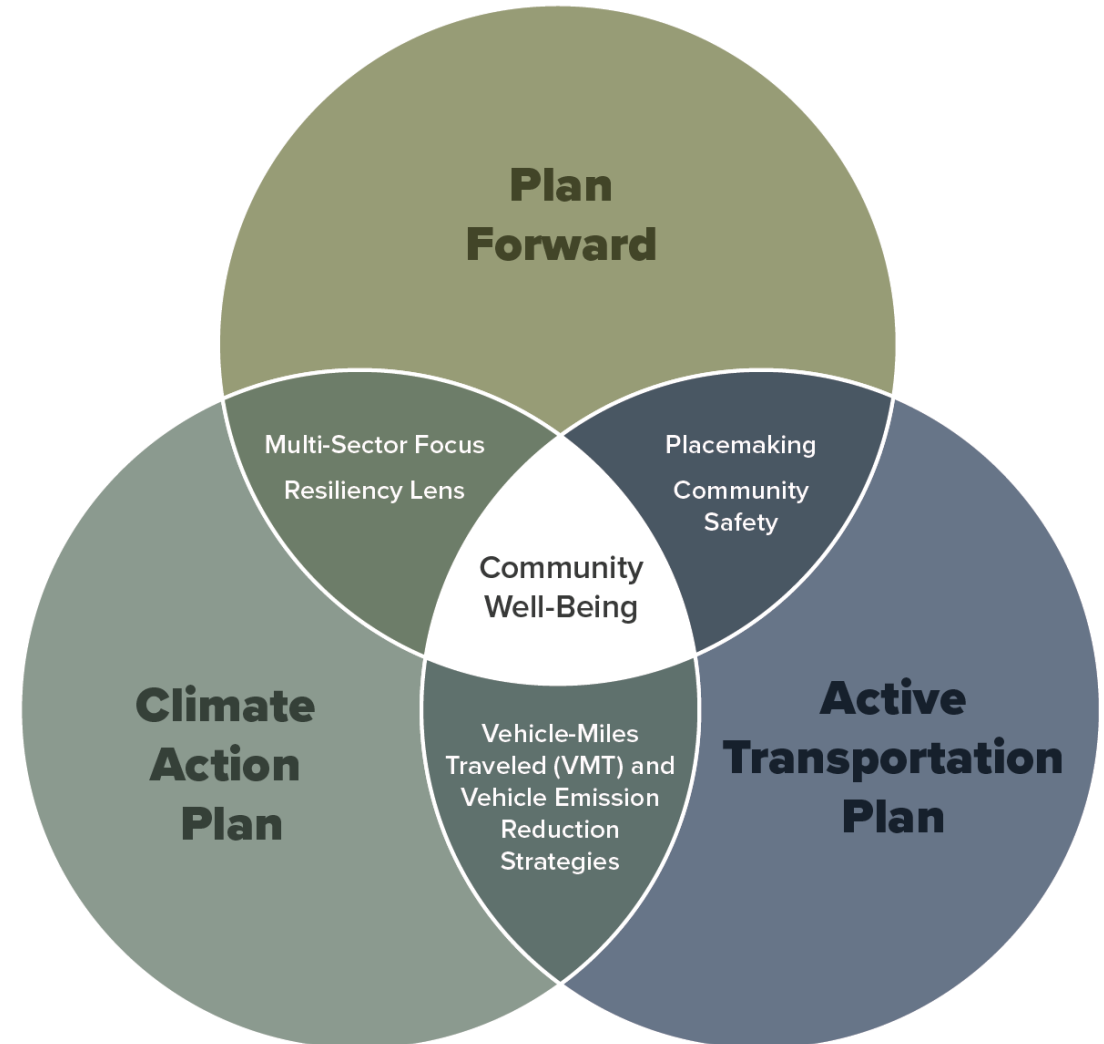 Plan
Forward
Multi-Sector Focus
Resiliency Lens
Placemaking
Community
Safety
Community
Well-Being
Climate
Action
Plan
Vehicle-Miles
Traveled (VMT) and
Vehicle Emission
Reduction
Strategies
Active
Transportation
Plan